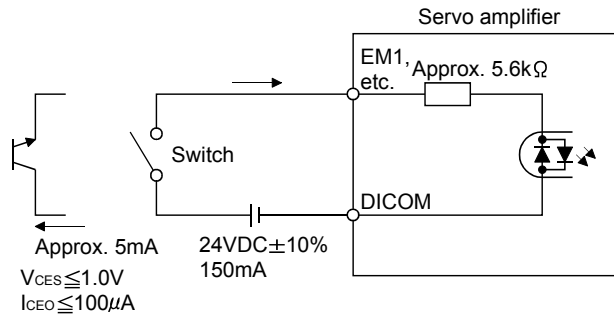 Servo amplifier
EM1,
etc.
Approx. 5.6kΩ
Switch
DICOM
Approx. 5mA
VCES≦1.0V
ICEO≦100μA
24VDC±10%
150mA